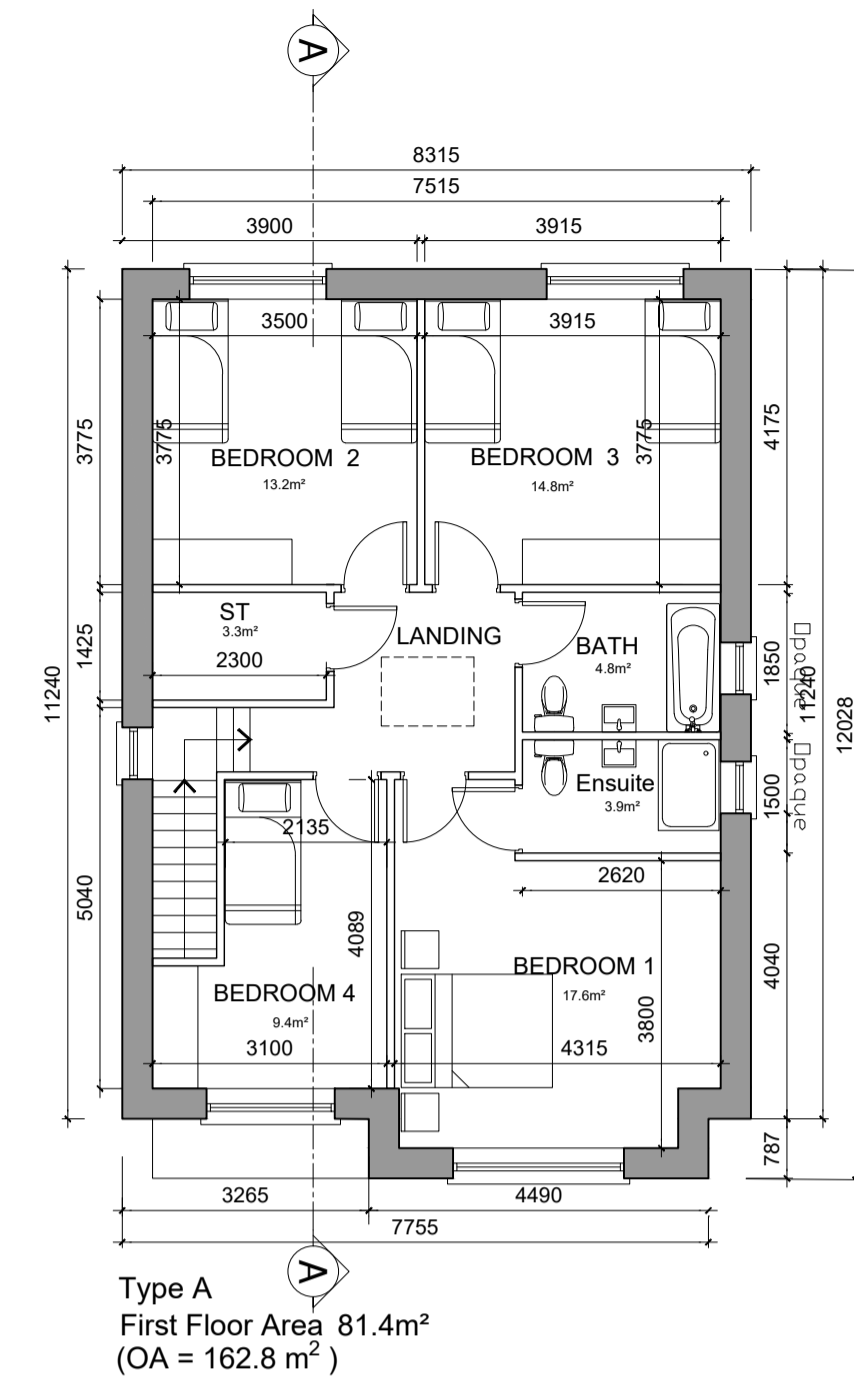 A
8315
7515
3900 3915
3500 3915
3775
3775
BEDROOM 2
13.2m²
BEDROOM 3
14.8m²
3775
4175
ST
3.3m²
2300
1425
LANDING
BATH
4.8m²
1850
▯paque
11240
11240
12028
Ensuite
3.9m²
1500
▯paque
2135
2620
5040
4089
BEDROOM 4
9.4m²
3100
BEDROOM 1
17.6m²
4315
3800
4040
787
3265 4490
7755
A
Type A
First Floor Area 81.4m²
(OA = 162.8 m² )